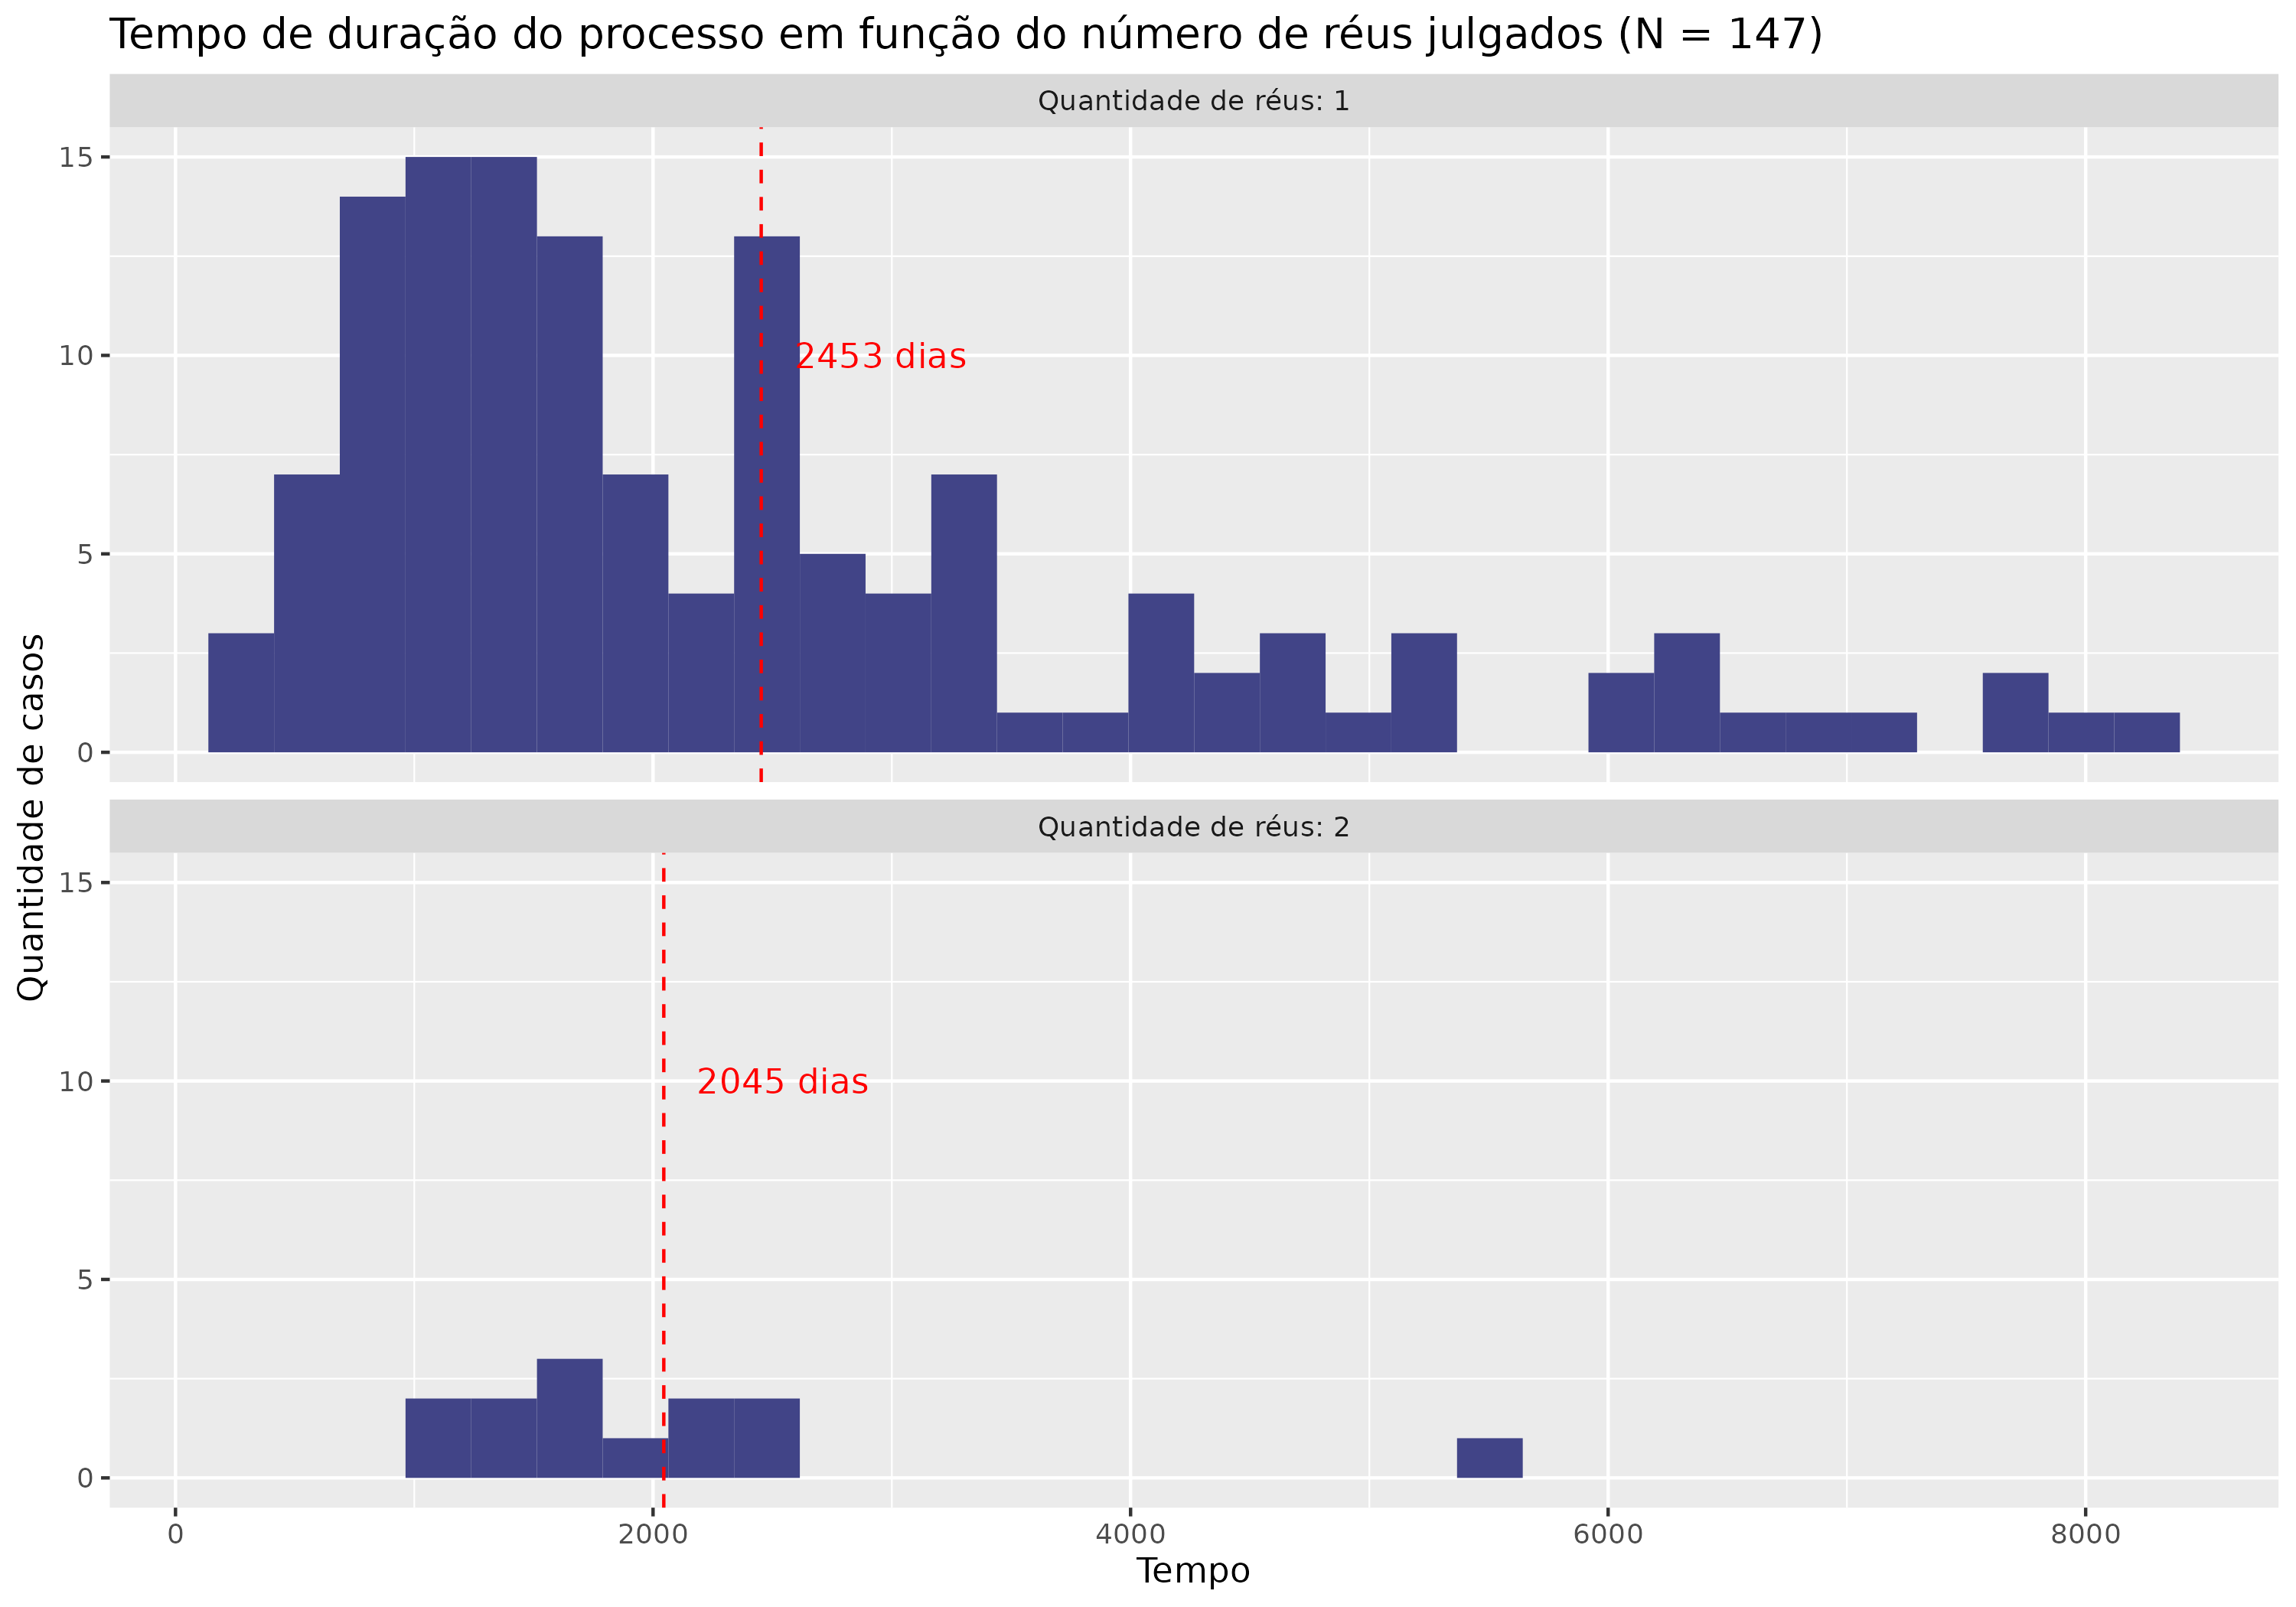 Tempo de duração do processo em função do número de réus julgados (N = 147)
Quantidade de réus: 1
15
10
5
0
2453 dias
Quantidade de casos
Quantidade de réus: 2
15
10
5
0
2045 dias
0 2000 4000 6000 8000
Tempo